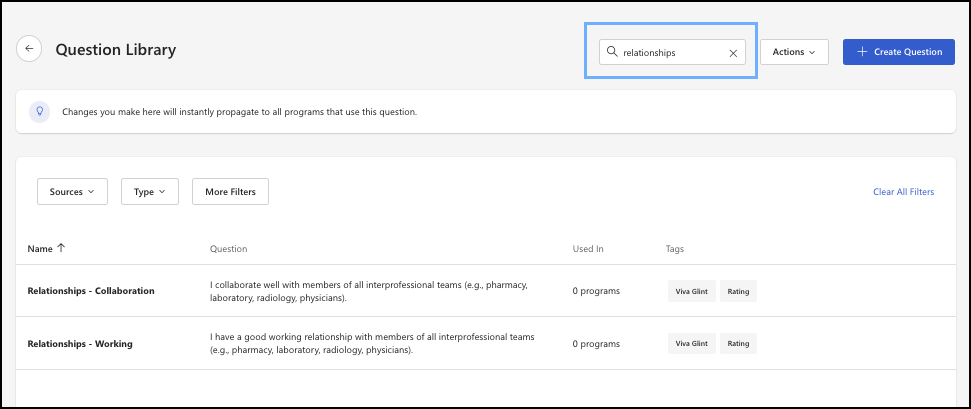 Question Library
relationships
Actions
Create Question
Changes you make here will instantly propagate to all programs that use this question.
Sources
Type
More Filters
Clear All Filters
Name
Question
Used In
Tags
Relationships - Collaboration
I collaborate well with members of all interprofessional teams (e.g., pharmacy,
laboratory, radiology, physicians).
0 programs
Viva Glint
Rating
Relationships - Working
I have a good working relationship with members of all interprofessional teams
(e.g., pharmacy, laboratory, radiology, physicians).
0 programs
Viva Glint
Rating